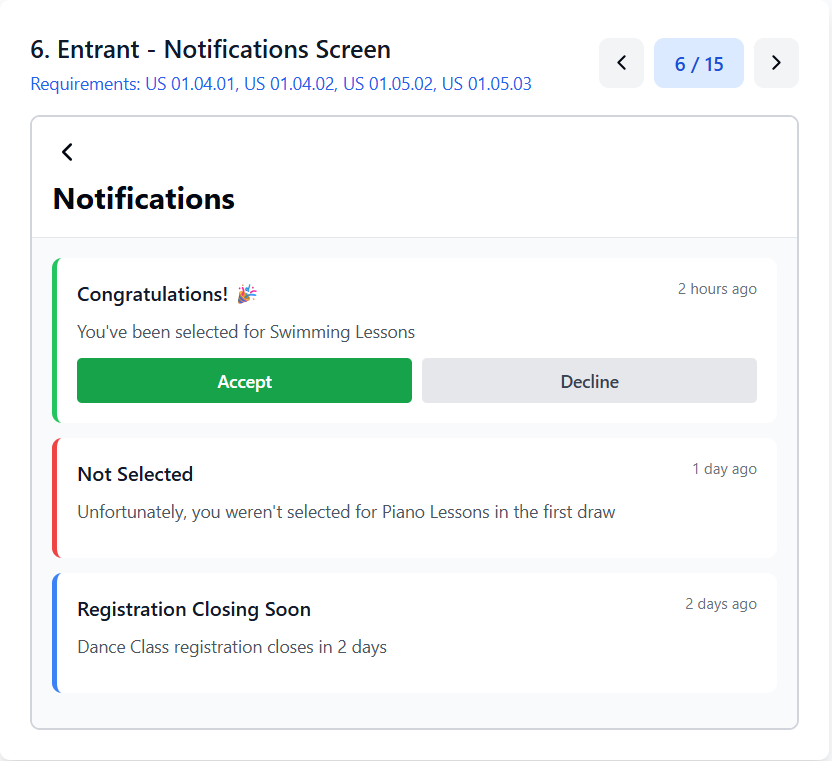 6. Entrant - Notifications Screen
Requirements: US 01.04.01, US 01.04.02, US 01.05.02, US 01.05.03
6 / 15
Notifications
Congratulations! 🎉
2 hours ago
You've been selected for Swimming Lessons
Accept
Decline
Not Selected
1 day ago
Unfortunately, you weren't selected for Piano Lessons in the first draw
Registration Closing Soon
2 days ago
Dance Class registration closes in 2 days